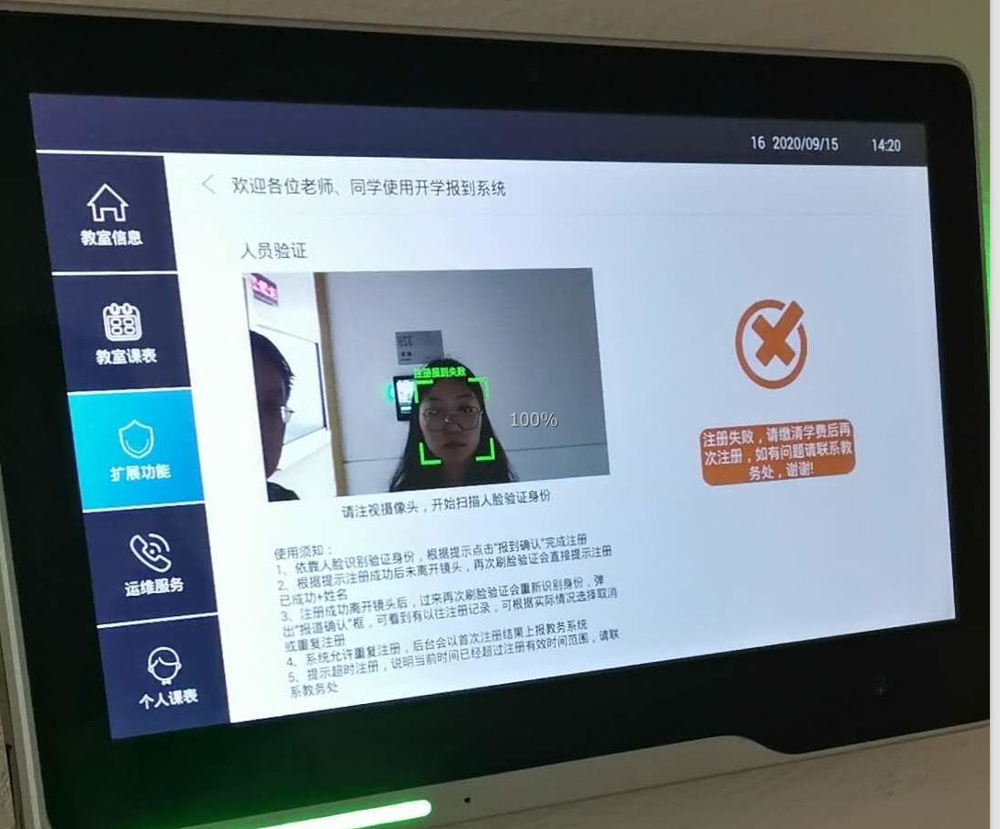 16 2020/09/15 14:20
教室信息
教室课表
扩展功能
运维服务
个人课表
欢迎各位老师、同学使用开学报到系统
人员验证
注册报到失败
100%
请注视摄像头，开始扫描人脸验证身份
使用须知：
1、依靠人脸识别验证身份，根据提示点击“报到确认”完成注册
2、根据提示注册成功后未离开镜头，再次刷脸验证会直接提示注册
已成功+姓名
3、注册成功离开镜头后，过来再次刷脸验证会重新识别身份，弹
出“报道确认”框，可看到有以往注册记录，可根据实际情况选择取消
或重复注册
4、系统允许重复注册，后台会以首次注册结果上报教务系统
5、提示超时注册，说明当前时间已经超过注册有效时间范围，请联
系教务处
注册失败，请缴清学费后再
次注册，如有问题请联系教
务处，谢谢!